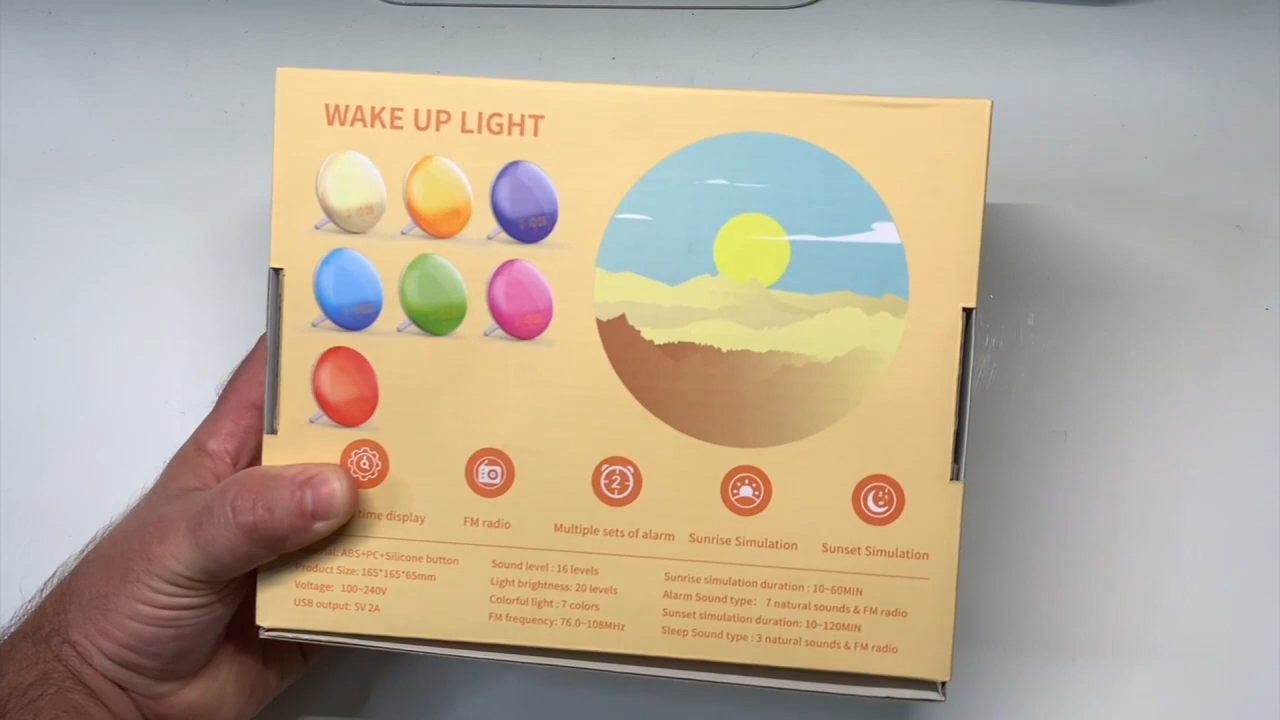 WAKE UP LIGHT
2
time display
FM radio
Multiple sets of alarm
Sunrise Simulation
Sunset Simulation
ABS+PC+Silicone button
Product Size: 165*165*65mm
Voltage: 100~240V
USB output: 5V 2A
Sound level : 16 levels
Light brightness: 20 levels
Colorful light : 7 colors
FM frequency: 76.0~108MHz
Sunrise simulation duration : 10~60MIN
Alarm Sound type: 7 natural sounds & FM radio
Sunset simulation duration: 10~120MIN
Sleep Sound type : 3 natural sounds & FM radio